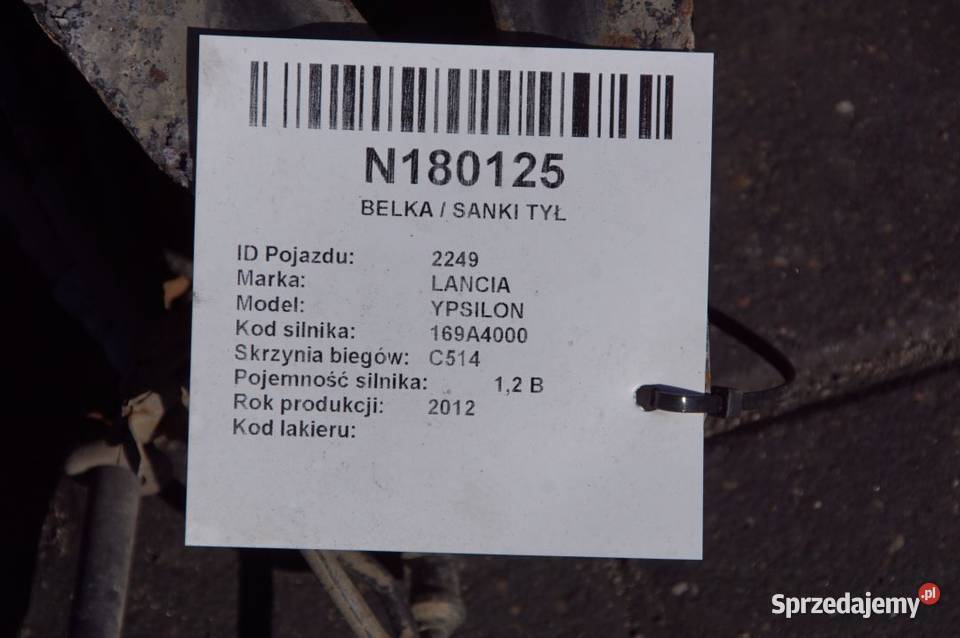 N180125
BELKA / SANKI TYŁ
ID Pojazdu: 2249
Marka: LANCIA
Model: YPSILON
Kod silnika: 169A4000
Skrzynia biegów: C514
Pojemność silnika: 1,2 B
Rok produkcji: 2012
Kod lakieru:
Sprzedajemy.pl